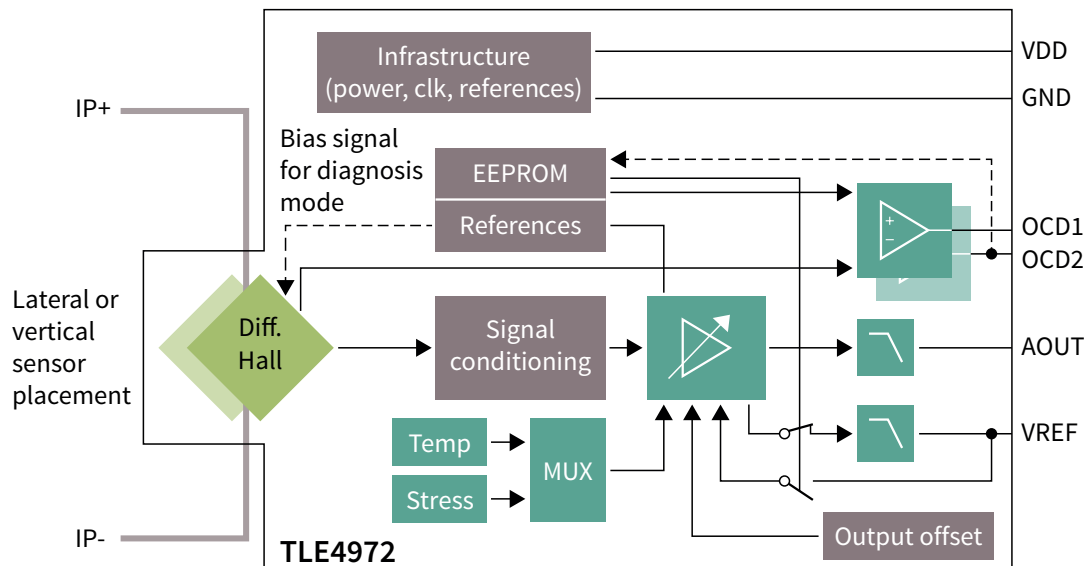 Infrastructure
(power, clk, references)
VDD
GND
IP+
Bias signal
for diagnosis
mode
EEPROM
References
+
−
OCD1
OCD2
Lateral or
vertical
sensor
placement
Diff.
Hall
Signal
conditioning
AOUT
Temp
Stress
MUX
VREF
Output offset
IP-
TLE4972